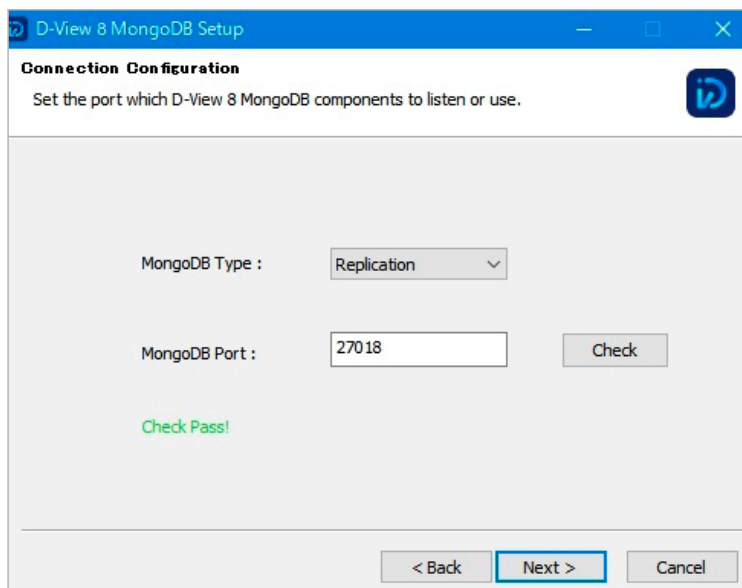 D-View 8 MongoDB Setup
Connection Configuration
Set the port which D-View 8 MongoDB components to listen or use.
MongoDB Type : Replication
MongoDB Port : 27018 Check
Check Pass!
< Back Next > Cancel